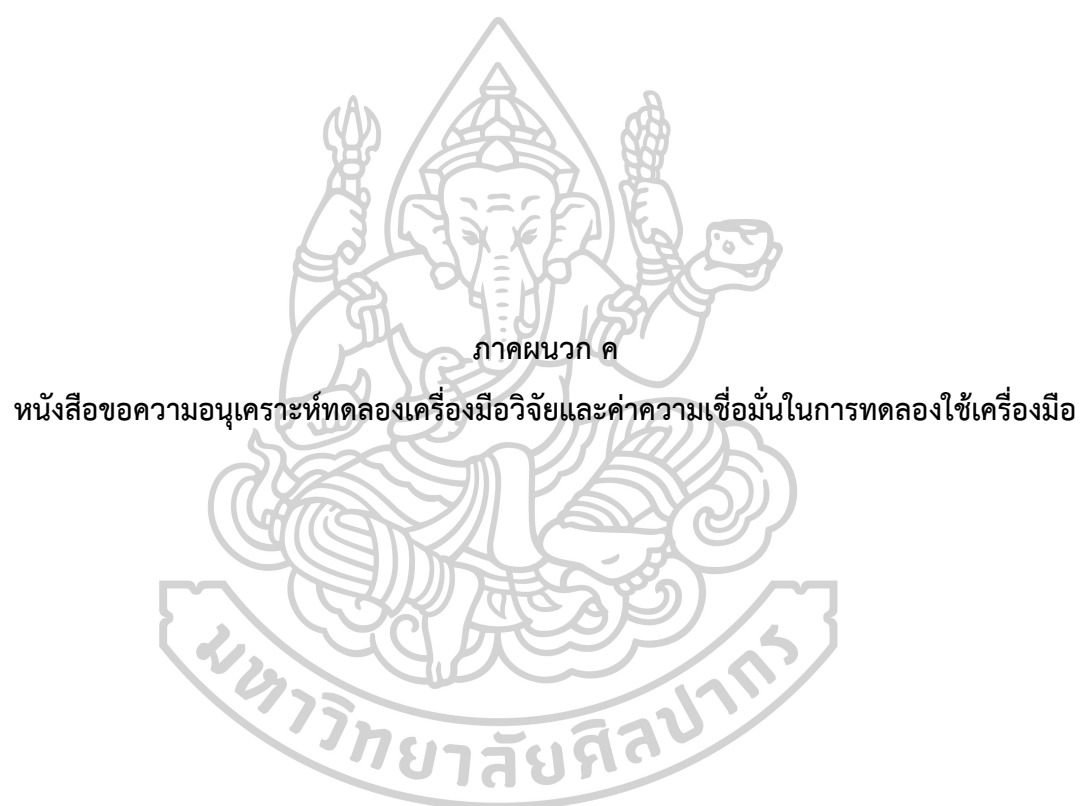 ภาคผนวก ค
หนังสือขอความอนุเคราะห์ทดลองเครื่องมือวิจัยและค่าความเชื่อมั่นในการทดลองใช้เครื่องมือ
มหาวิทยาลัยศิลปากร